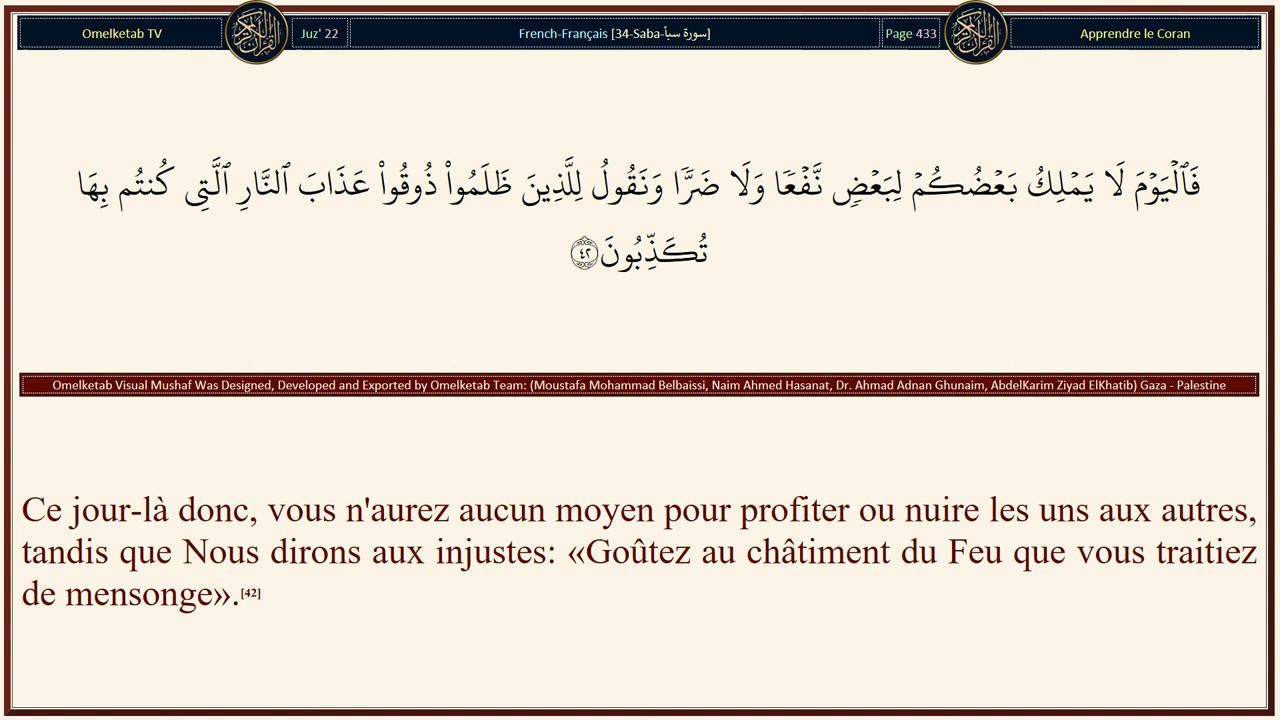 Omelketab TV
Juz' 22
French-Français [34-Saba-سورة سبأ]
Page 433
Apprendre le Coran
فَٱلۡيَوۡمَ لَا يَمۡلِكُ بَعۡضُكُمۡ لِبَعۡضٖ نَّفۡعٗا وَلَا ضَرّٗا وَنَقُولُ لِلَّذِينَ ظَلَمُواْ ذُوقُواْ عَذَابَ ٱلنَّارِ ٱلَّتِي كُنتُم بِهَا
تُكَذِّبُونَ ٤٢
Omelketab Visual Mushaf Was Designed, Developed and Exported by Omelketab Team: (Moustafa Mohammad Belbaissi, Naim Ahmed Hasanat, Dr. Ahmad Adnan Ghunaim, AbdelKarim Ziyad ElKhatib) Gaza - Palestine
Ce jour-là donc, vous n'aurez aucun moyen pour profiter ou nuire les uns aux autres,
tandis que Nous dirons aux injustes: «Goûtez au châtiment du Feu que vous traitiez
de mensonge».[42]